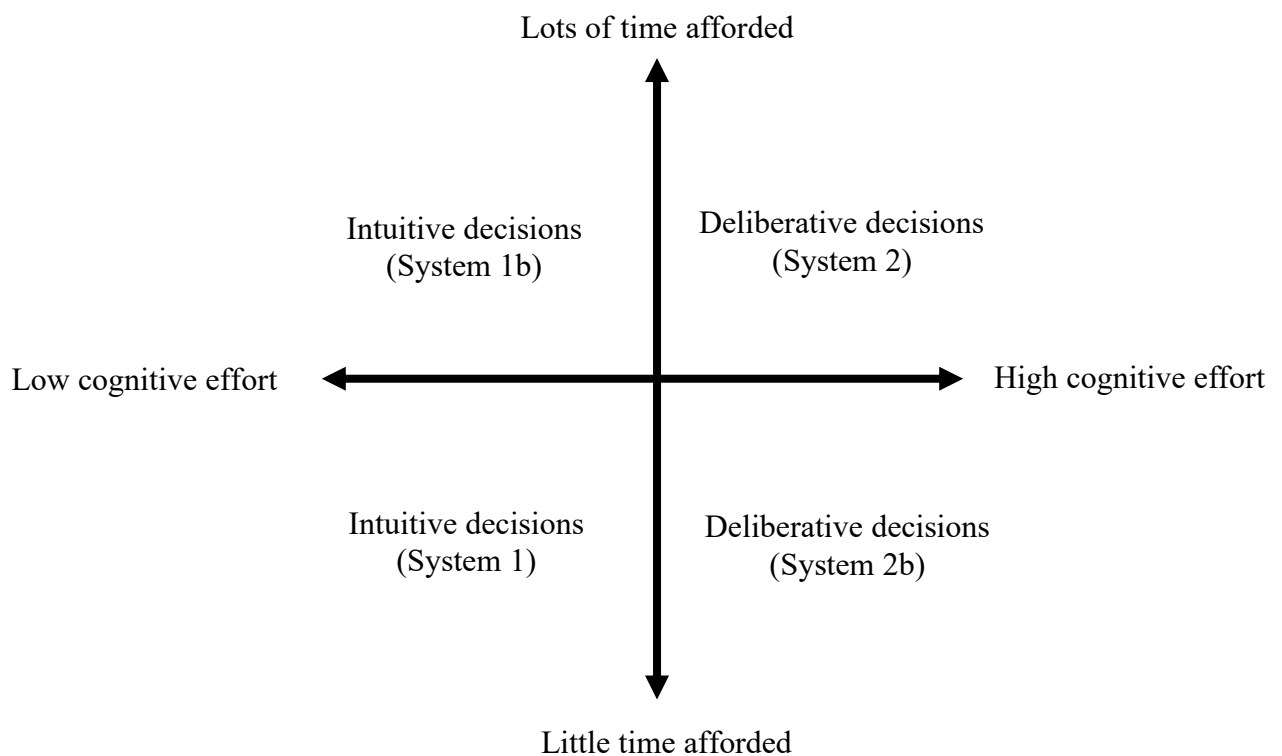 Lots of time afforded
Intuitive decisions
(System 1b)
Deliberative decisions
(System 2)
Low cognitive effort
High cognitive effort
Intuitive decisions
(System 1)
Deliberative decisions
(System 2b)
Little time afforded